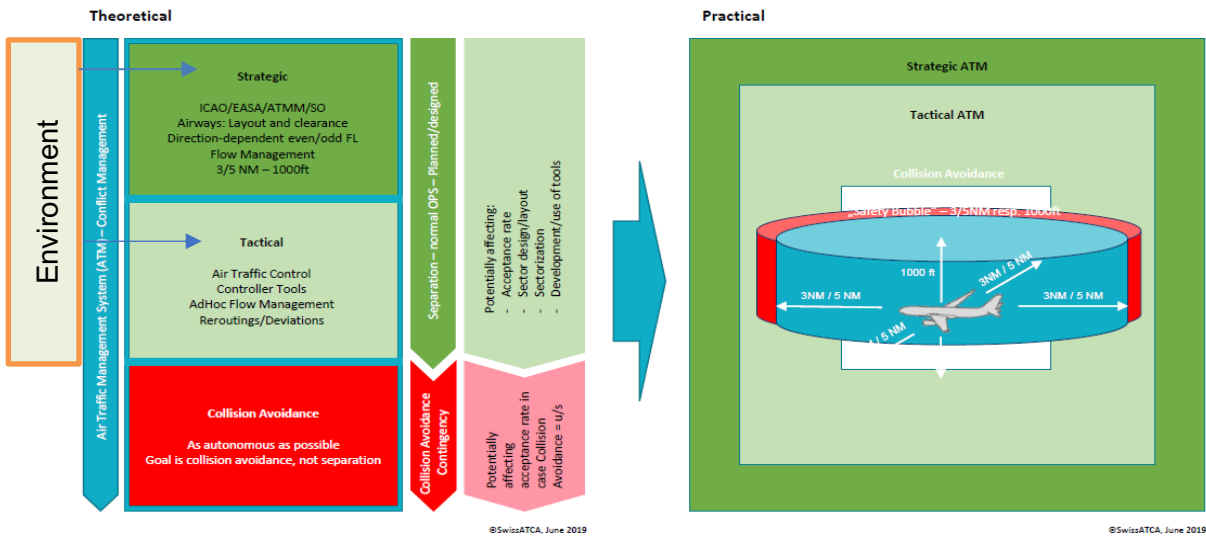 Theoretical
Environment
Air Traffic Management System (ATM) – Conflict Management
Strategic
ICAO/EASA/ATMM/SO
Airways: Layout and clearance
Direction-dependent even/odd FL
Flow Management
3/5 NM – 1000ft
Tactical
Air Traffic Control
Controller Tools
AdHoc Flow Management
Reroutings/Deviations
Collision Avoidance
As autonomous as possible
Goal is collision avoidance, not separation
Separation – normal OPS – Planned/designed
Collision Avoidance
Contingency
Potentially affecting:
- Acceptance rate
- Sector design/layout
- Sectorization
- Development/use of tools
Potentially
affecting
acceptance rate in
case Collision
Avoidance = u/s
©SwissATCA, June 2019
Practical
Strategic ATM
Tactical ATM
Collision Avoidance
„Safety Bubble“ – 3/5NM resp. 1000ft
1000 ft
3NM / 5 NM
3NM / 5 NM
3NM / 5 NM
/ 5 NM
©SwissATCA, June 2019